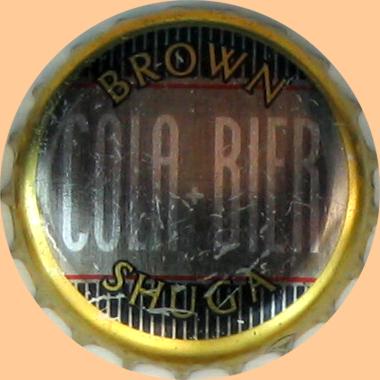 BROWN
COLA + BIER
SHUGA